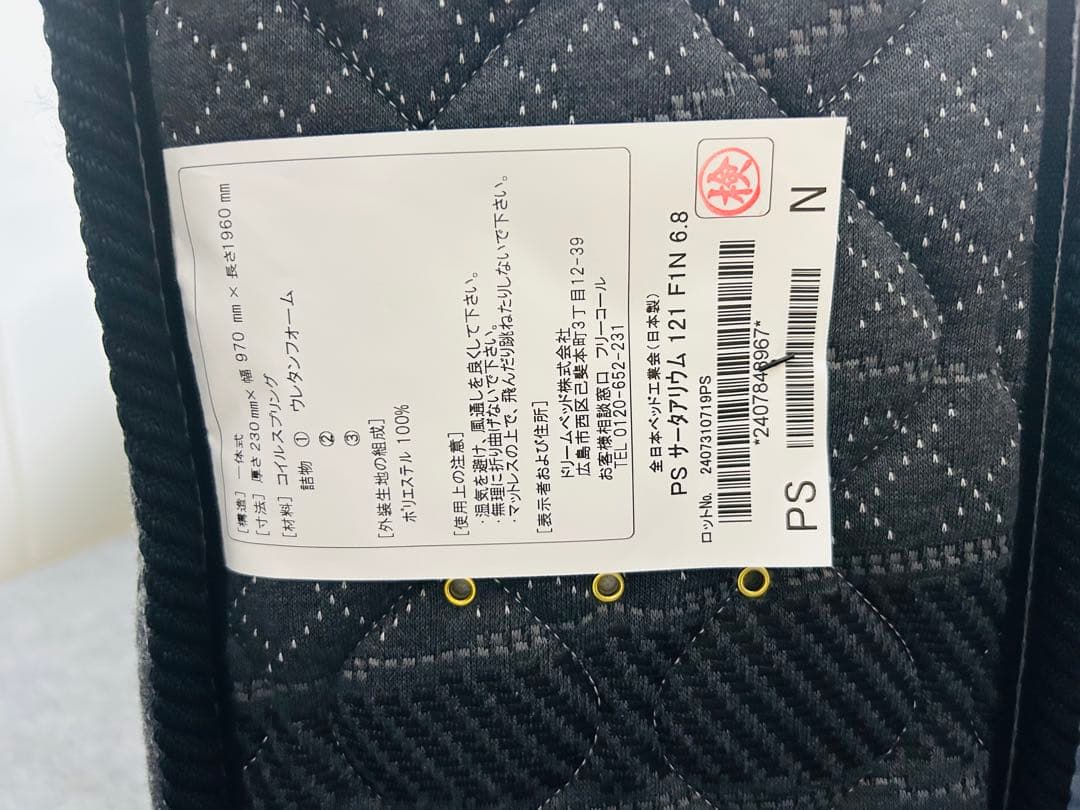 [構造] 一体式
[寸法] 厚さ230mm× 幅 970 mm × 長さ1960mm
[材料] コイルスプリング
詰物 ① ウレタンフォーム
②
③
[外装生地の組成]
ポリエステル 100%
[使用上の注意]
・湿気を避け、風通しを良くして下さい。
・無理に折り曲げないで下さい。
・マットレスの上で、飛んだり跳ねたりしないで下さい。
[表示者および住所]
ドリームベッド株式会社
広島市西区己斐本町3丁目12-39
お客様相談窓口 フリーコール
TEL 0120-652-231
全日本ベッド工業会(日本製)
PS サータアリウム 121 F1N 6.8
ロットNo. 2407310719PS
*2407848967*
PS N
検